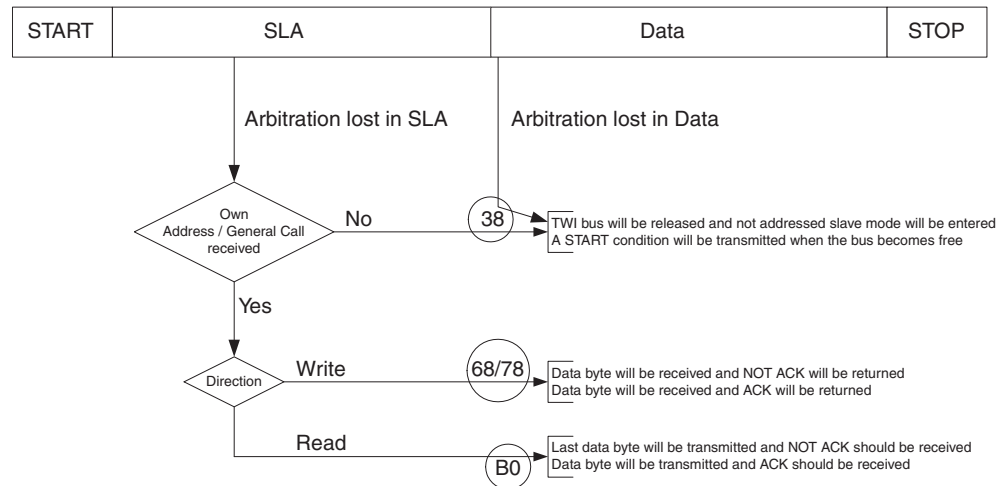 START SLA Data STOP
Arbitration lost in SLA Arbitration lost in Data
Own
Address / General Call
received
No
38
TWI bus will be released and not addressed slave mode will be entered
A START condition will be transmitted when the bus becomes free
Yes
Direction
Write
68/78
Data byte will be received and NOT ACK will be returned
Data byte will be received and ACK will be returned
Read
B0
Last data byte will be transmitted and NOT ACK should be received
Data byte will be transmitted and ACK should be received